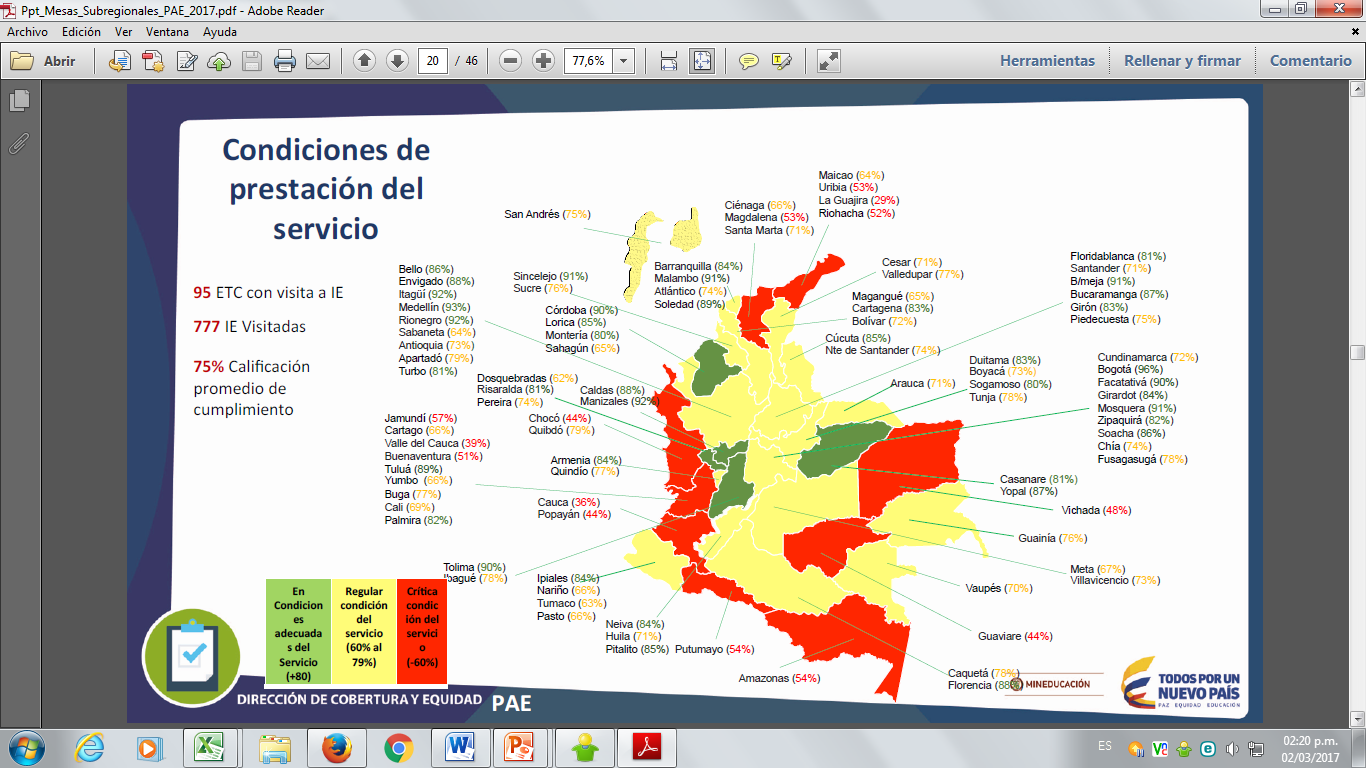 Ppt_Mesas_Subregionales_PAE_2017.pdf - Adobe Reader
Archivo Edición Ver Ventana Ayuda
Abrir 20 / 46 77,6% Herramientas Rellenar y firmar Comentario
Condiciones de
prestación del
servicio
95 ETC con visita a IE
777 IE Visitadas
75% Calificación
promedio de
cumplimiento
San Andrés (75%)
Ciénaga (66%)
Magdalena (53%)
Santa Marta (71%)
Maicao (64%)
Uribia (53%)
La Guajira (29%)
Riohacha (52%)
Bello (86%)
Envigado (88%)
Itagüí (92%)
Medellín (93%)
Rionegro (92%)
Sabaneta (64%)
Antioquia (73%)
Apartadó (79%)
Turbo (81%)
Sincelejo (91%)
Sucre (76%)
Córdoba (90%)
Lorica (85%)
Montería (80%)
Sahagún (65%)
Barranquilla (84%)
Malambo (91%)
Atlántico (74%)
Soledad (89%)
Cesar (71%)
Valledupar (77%)
Magangué (65%)
Cartagena (83%)
Bolívar (72%)
Cúcuta (85%)
Nte de Santander (74%)
Floridablanca (81%)
Santander (71%)
B/meja (91%)
Bucaramanga (87%)
Girón (83%)
Piedecuesta (75%)
Dosquebradas (62%)
Risaralda (81%)
Pereira (74%)
Caldas (88%)
Manizales (92%)
Arauca (71%)
Duitama (83%)
Boyacá (73%)
Sogamoso (80%)
Tunja (78%)
Cundinamarca (72%)
Bogotá (96%)
Facatativá (90%)
Girardot (84%)
Mosquera (91%)
Zipaquirá (82%)
Soacha (86%)
Chía (74%)
Fusagasugá (78%)
Jamundí (57%)
Cartago (66%)
Valle del Cauca (39%)
Buenaventura (51%)
Tuluá (89%)
Yumbo (66%)
Buga (77%)
Cali (69%)
Palmira (82%)
Chocó (44%)
Quibdó (79%)
Armenia (84%)
Quindío (77%)
Cauca (36%)
Popayán (44%)
Casanare (81%)
Yopal (87%)
Vichada (48%)
Guainía (76%)
Meta (67%)
Villavicencio (73%)
Vaupés (70%)
Guaviare (44%)
Tolima (90%)
Ibagué (78%)
Ipiales (84%)
Nariño (66%)
Tumaco (63%)
Pasto (66%)
Neiva (84%)
Huila (71%)
Pitalito (85%)
Putumayo (54%)
Amazonas (54%)
Caquetá (78%)
Florencia (88
En
Condicion
es
adecuada
s del
Servicio
(+80)
Regular
condición
del
servicio
(60% al
79%)
Crítica
condic
ión del
servici
o
(-60%)
DIRECCIÓN DE COBERTURA Y EQUIDAD PAE
MINEDUCACIÓN
TODOS POR UN
NUEVO PAÍS
PAZ EQUIDAD EDUCACIÓN
ES
02:20 p.m.
02/03/2017